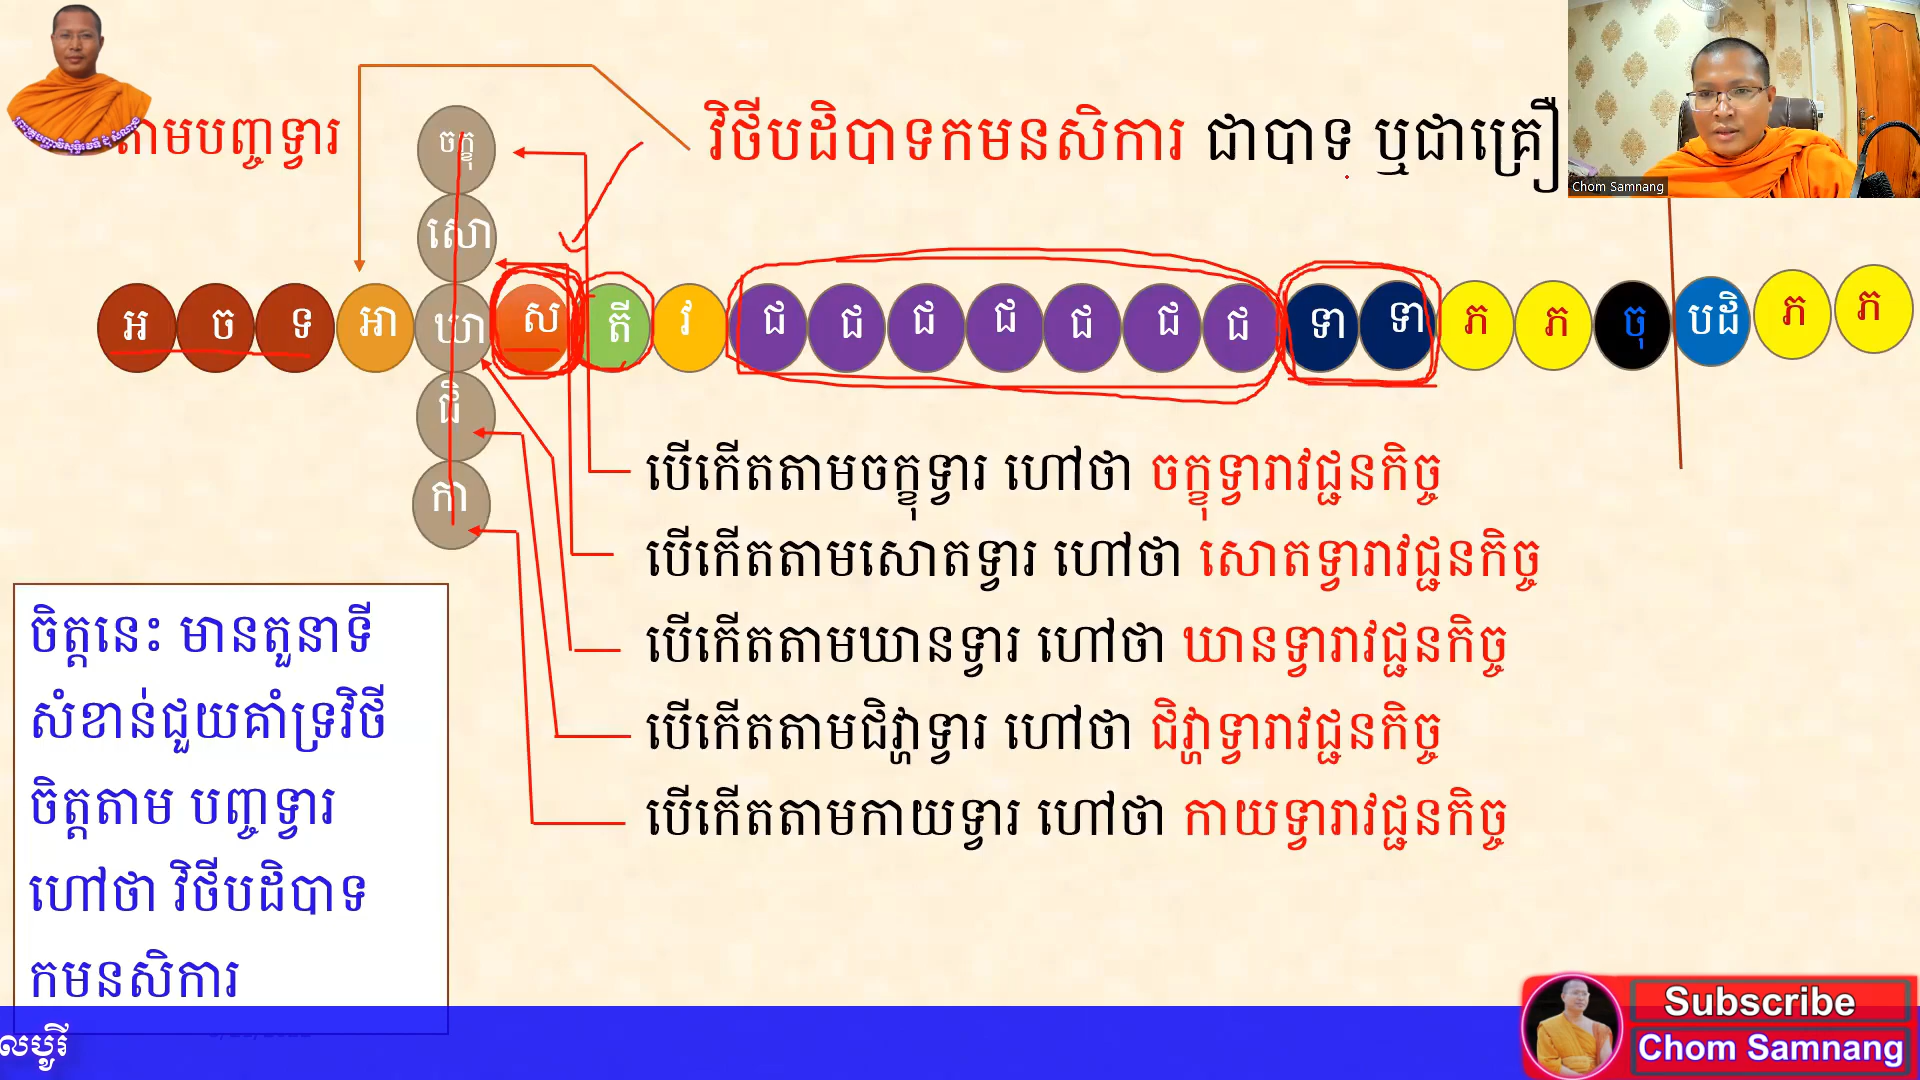 តាមបញ្ចទ្វារ
វិថីបដិបាទកមនសិការ ជាបាទ ឬជាគ្រឿ
Chom Samnang
ចក្ខុ
សោ
អ ច ទ អា ឃា ស តី វ ជ ជ ជ ជ ជ ជ ជ ទា ទា ភ ភ ចុ បដិ ភ ភ
ជិ
កា
បើកើតតាមចក្ខុទ្វារ ហៅថា ចក្ខុទ្វារាវជ្ជនកិច្ច
បើកើតតាមសោតទ្វារ ហៅថា សោតទ្វារាវជ្ជនកិច្ច
បើកើតតាមឃានទ្វារ ហៅថា ឃានទ្វារាវជ្ជនកិច្ច
បើកើតតាមជិវ្ហាទ្វារ ហៅថា ជិវ្ហាទ្វារាវជ្ជនកិច្ច
បើកើតតាមកាយទ្វារ ហៅថា កាយទ្វារាវជ្ជនកិច្ច
ចិត្តនេះ មានតួនាទី
សំខាន់ជួយគាំទ្រវិថី
ចិត្តតាម បញ្ចទ្វារ
ហៅថា វិថីបដិបាទ
កមនសិការ
Subscribe
Chom Samnang